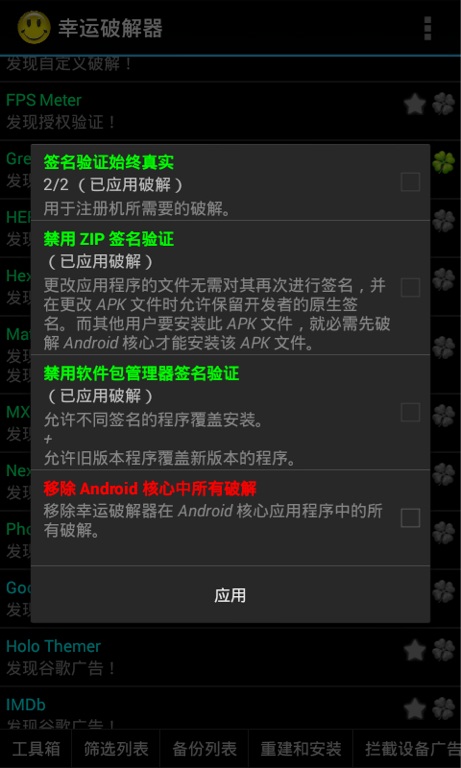 幸运破解器
发现自定义破解！
FPS Meter
发现授权验证！
Gre
发现
签名验证始终真实
2/2 （已应用破解）
用于注册机所需要的破解。
HEF
发现
禁用 ZIP 签名验证
（已应用破解）
更改应用程序的文件无需对其再次进行签名，并
在更改 APK 文件时允许保留开发者的原生签
名。而其他用户要安装此 APK 文件，就必需先破
解 Android 核心才能安装该 APK 文件。
Hex
发现
Mat
发现
发现
禁用软件包管理器签名验证
（已应用破解）
允许不同签名的程序覆盖安装。
+
允许旧版本程序覆盖新版本的程序。
MX
发现
Nex
发现
移除 Android 核心中所有破解
移除幸运破解器在 Android 核心应用程序中的所
有破解。
Pho
发现
Goo
发现
应用
Holo Themer
发现谷歌广告！
IMDb
发现谷歌广告！
工具箱
筛选列表
备份列表
重建和安装
拦截设备广告